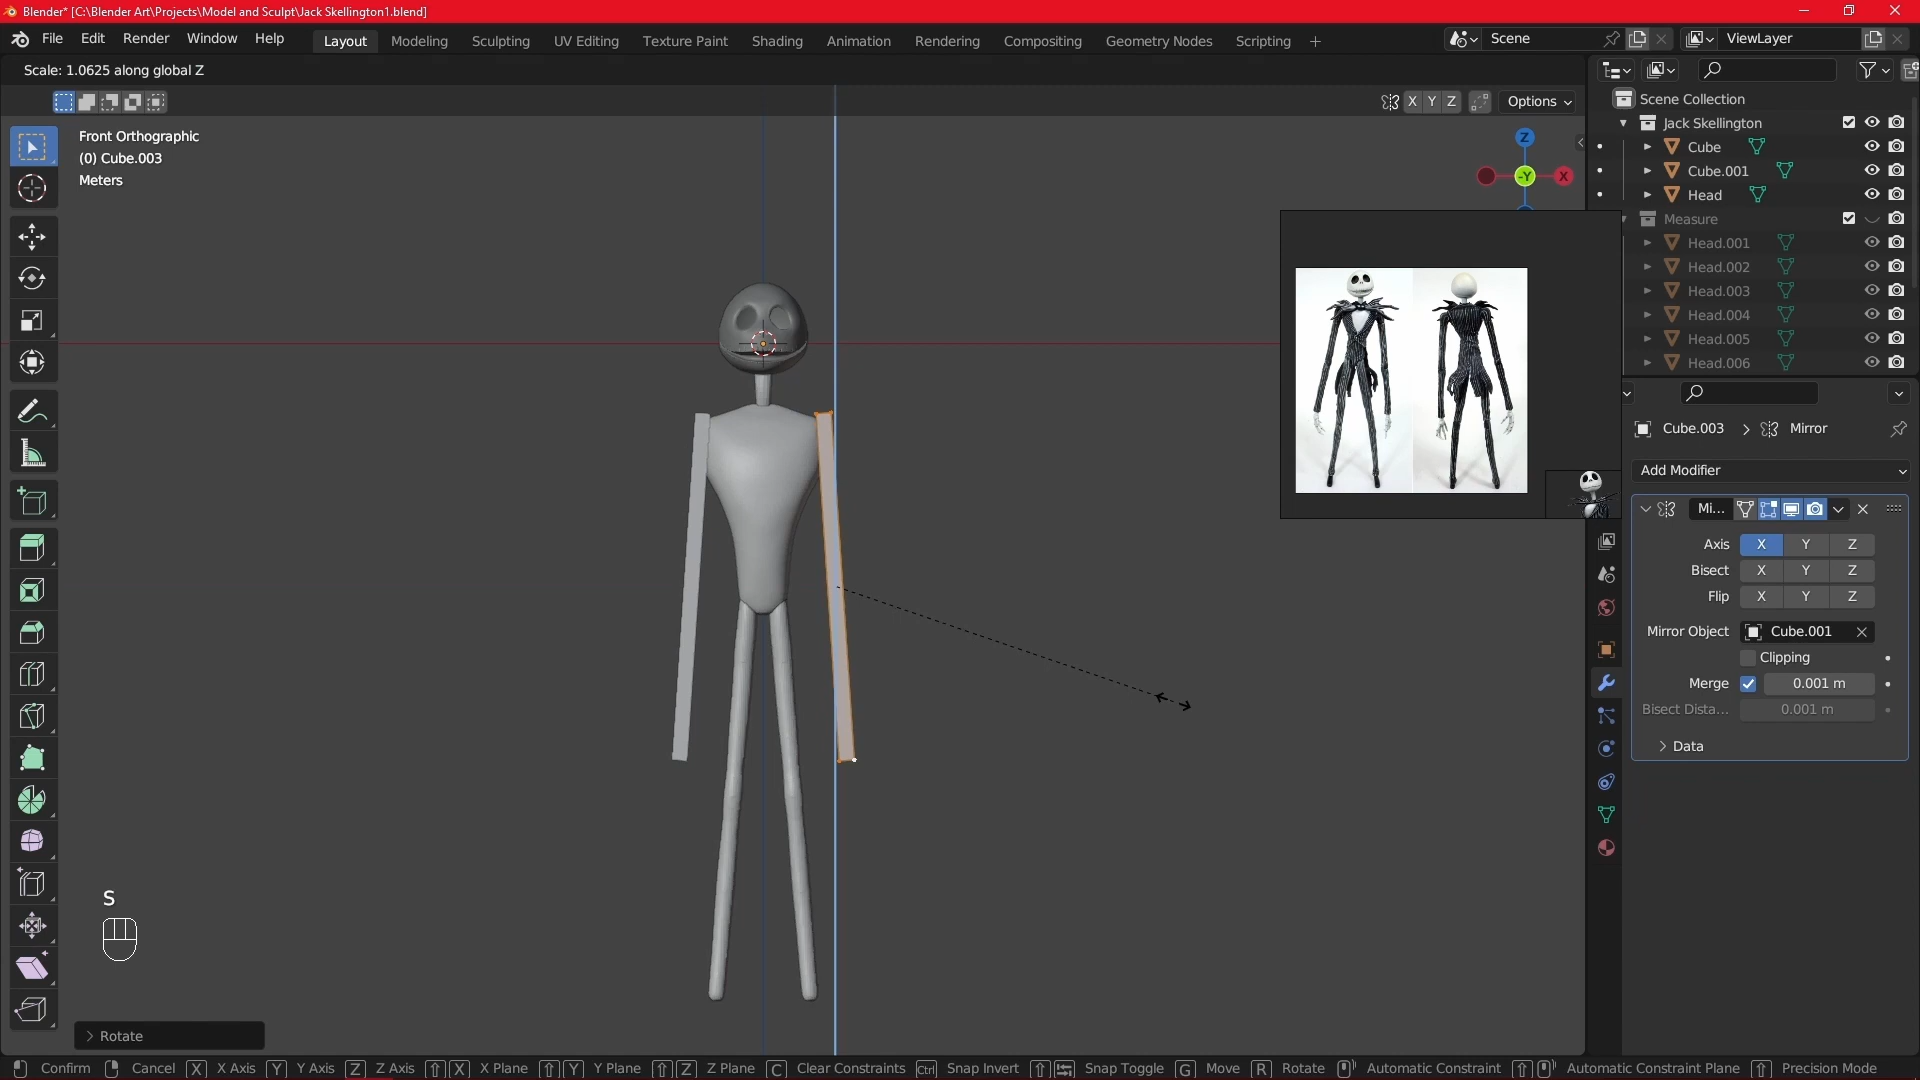 Blender* [C:\Blender Art\Projects\Model and Sculpt\Jack Skellington1.blend]
File Edit Render Window Help Layout Modeling Sculpting UV Editing Texture Paint Shading Animation Rendering Compositing Geometry Nodes Scripting + Scene ViewLayer
Scale: 1.0625 along global Z
X Y Z Options
Front Orthographic
(0) Cube.003
Meters
Z
-Y X
Scene Collection
Jack Skellington
Cube
Cube.001
Head
Measure
Head.001
Head.002
Head.003
Head.004
Head.005
Head.006
Cube.003 > Mirror
Add Modifier
Mi...
Axis X Y Z
Bisect X Y Z
Flip X Y Z
Mirror Object Cube.001
Clipping
Merge 0.001 m
Bisect Dista... 0.001 m
Data
S
Rotate
Confirm Cancel X X Axis Y Y Axis Z Z Axis X X Plane Y Y Plane Z Z Plane C Clear Constraints Ctrl Snap Invert Snap Toggle G Move R Rotate Automatic Constraint Automatic Constraint Plane Precision Mode